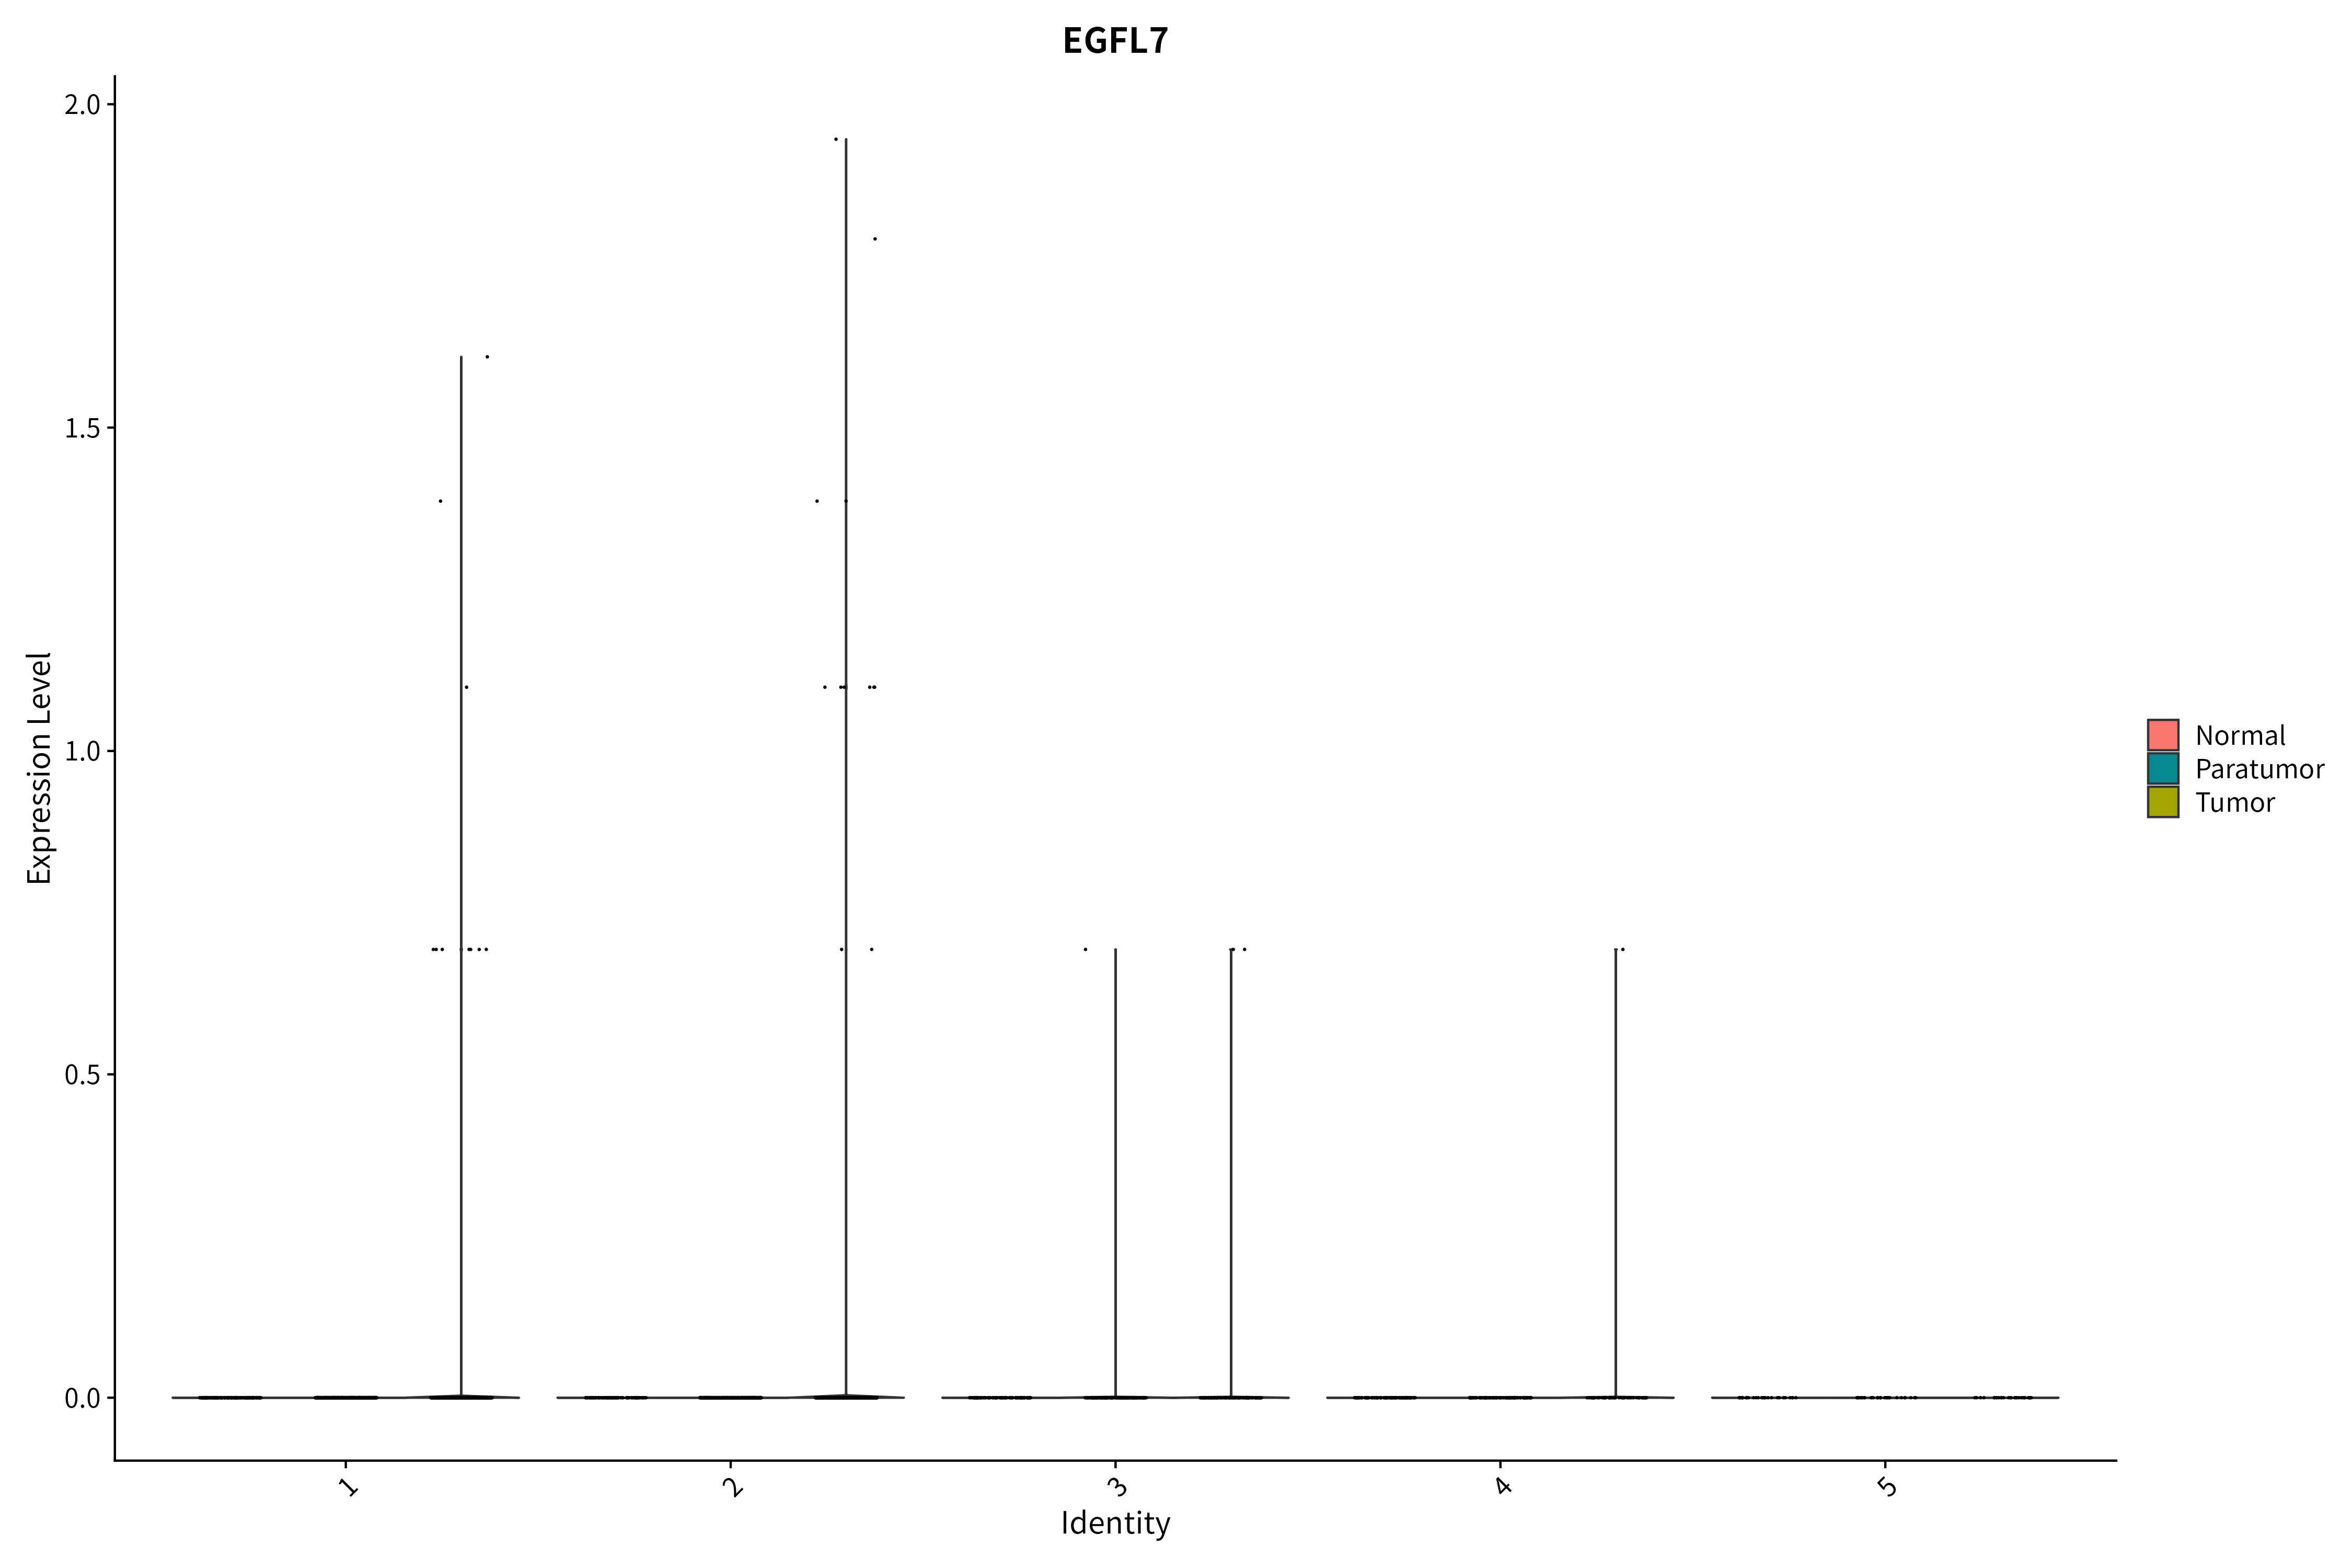 EGFL7
2.0
1.5
1.0
0.5
0.0
Expression Level
1
2
3
4
5
Identity
Normal
Paratumor
Tumor